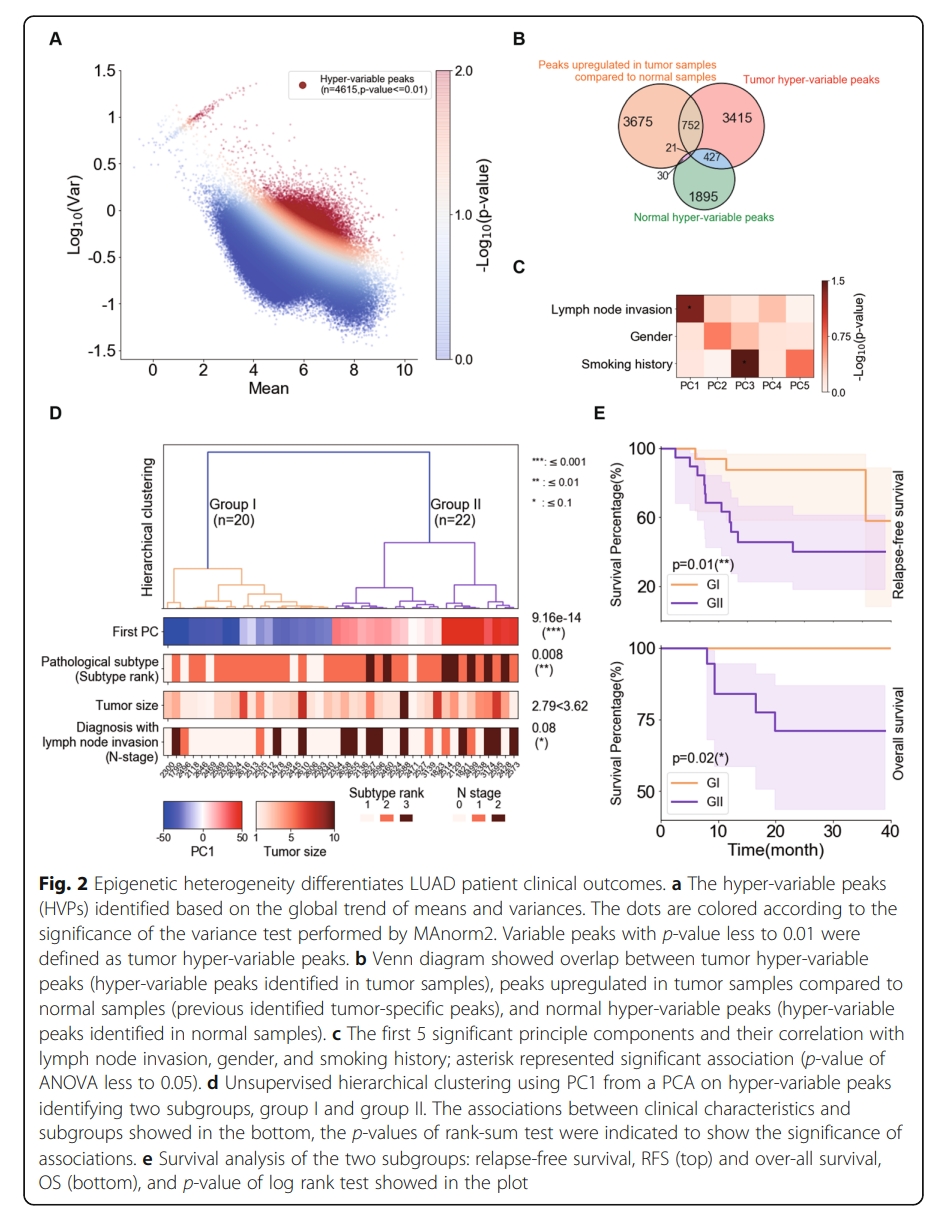 A
1.5
1
0.5
0
-0.5
-1
-1.5
Log10(Var)
0 2 4 6 8 10
Mean
Hyper-variable peaks
(n=4615,p-value<=0.01)
2.0
1.0
0.0
-Log10(p-value)
B
Peaks upregulated in tumor samples
compared to normal samples
Tumor hyper-variable peaks
3675
752
3415
21
427
30
1895
Normal hyper-variable peaks
C
Lymph node invasion
Gender
Smoking history
PC1 PC2 PC3 PC4 PC5
1.5
0.75
0.0
-Log10(p-value)
D
Hierarchical clustering
Group I
(n=20)
Group II
(n=22)
***: ≤ 0.001
** : ≤ 0.01
* : ≤ 0.1
First PC
9.16e-14
(***)
Pathological subtype
(Subtype rank)
0.008
(**)
Tumor size
2.79<3.62
Diagnosis with
lymph node invasion
(N-stage)
0.08
(*)
-50 0 50
PC1
1 5 10
Tumor size
Subtype rank
1 2 3
N stage
0 1 2
E
100
60
20
Survival Percentage(%)
p=0.01(**)
GI
GII
Relapse-free survival
100
75
50
Survival Percentage(%)
p=0.02(*)
GI
GII
Overall survival
0 10 20 30 40
Time(month)
Fig. 2 Epigenetic heterogeneity differentiates LUAD patient clinical outcomes. a The hyper-variable peaks
(HVPs) identified based on the global trend of means and variances. The dots are colored according to the
significance of the variance test performed by MAnorm2. Variable peaks with p-value less to 0.01 were
defined as tumor hyper-variable peaks. b Venn diagram showed overlap between tumor hyper-variable
peaks (hyper-variable peaks identified in tumor samples), peaks upregulated in tumor samples compared to
normal samples (previous identified tumor-specific peaks), and normal hyper-variable peaks (hyper-variable
peaks identified in normal samples). c The first 5 significant principle components and their correlation with
lymph node invasion, gender, and smoking history; asterisk represented significant association (p-value of
ANOVA less to 0.05). d Unsupervised hierarchical clustering using PC1 from a PCA on hyper-variable peaks
identifying two subgroups, group I and group II. The associations between clinical characteristics and
subgroups showed in the bottom, the p-values of rank-sum test were indicated to show the significance of
associations. e Survival analysis of the two subgroups: relapse-free survival, RFS (top) and over-all survival,
OS (bottom), and p-value of log rank test showed in the plot